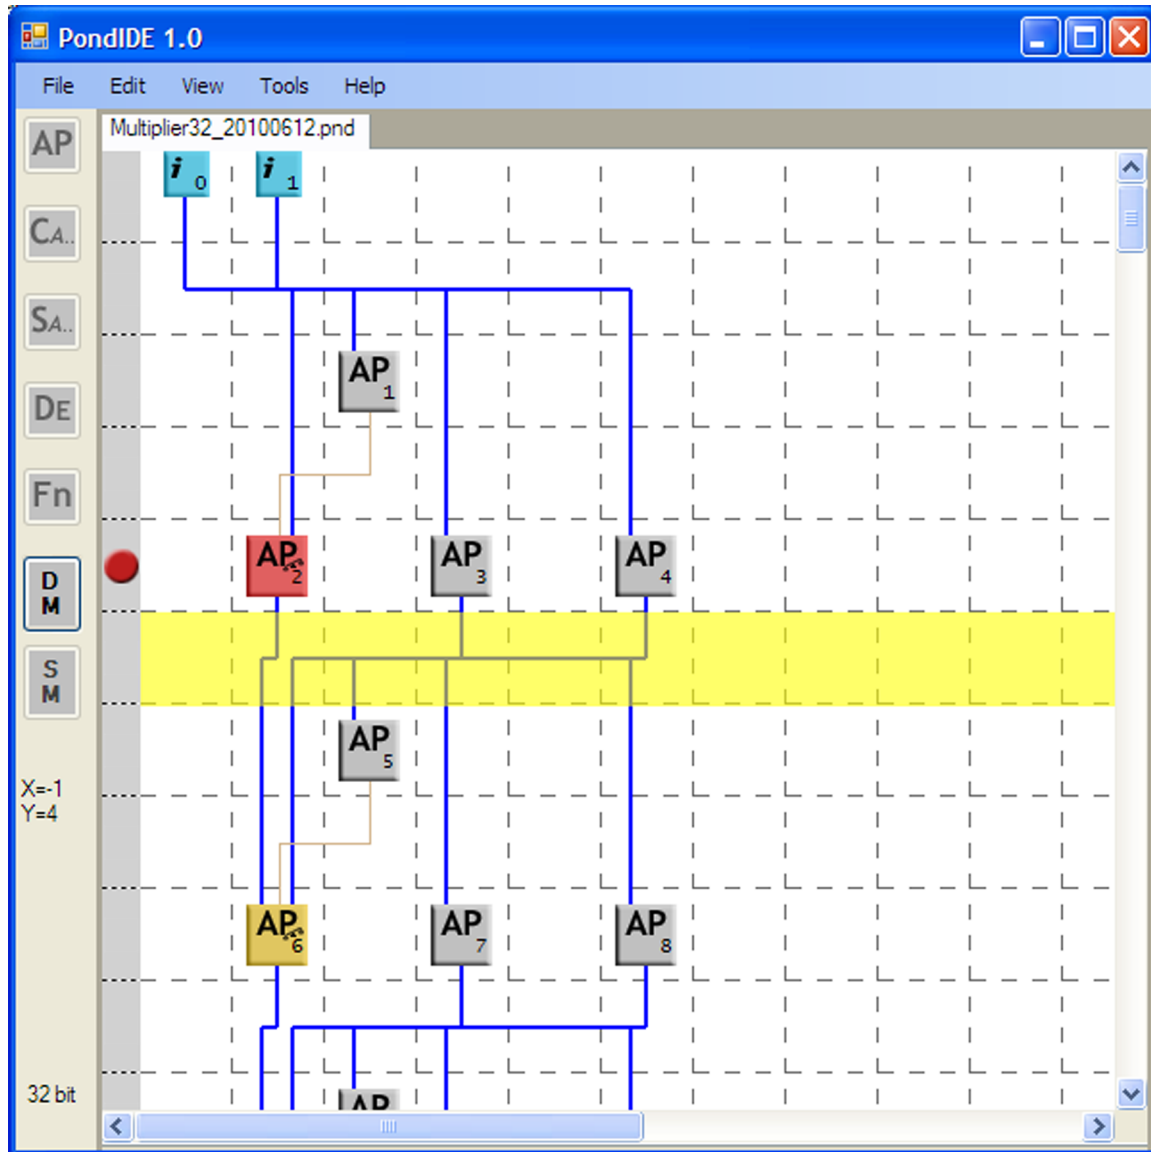 PondIDE 1.0
File Edit View Tools Help
AP
Multiplier32_20100612.pnd
i 0 i 1
CA..
SA..
AP 1
DE
Fn
AP 2 AP 3 AP 4
D
M
S
M
AP 5
X=-1
Y=4
AP 6 AP 7 AP 8
32 bit
AP